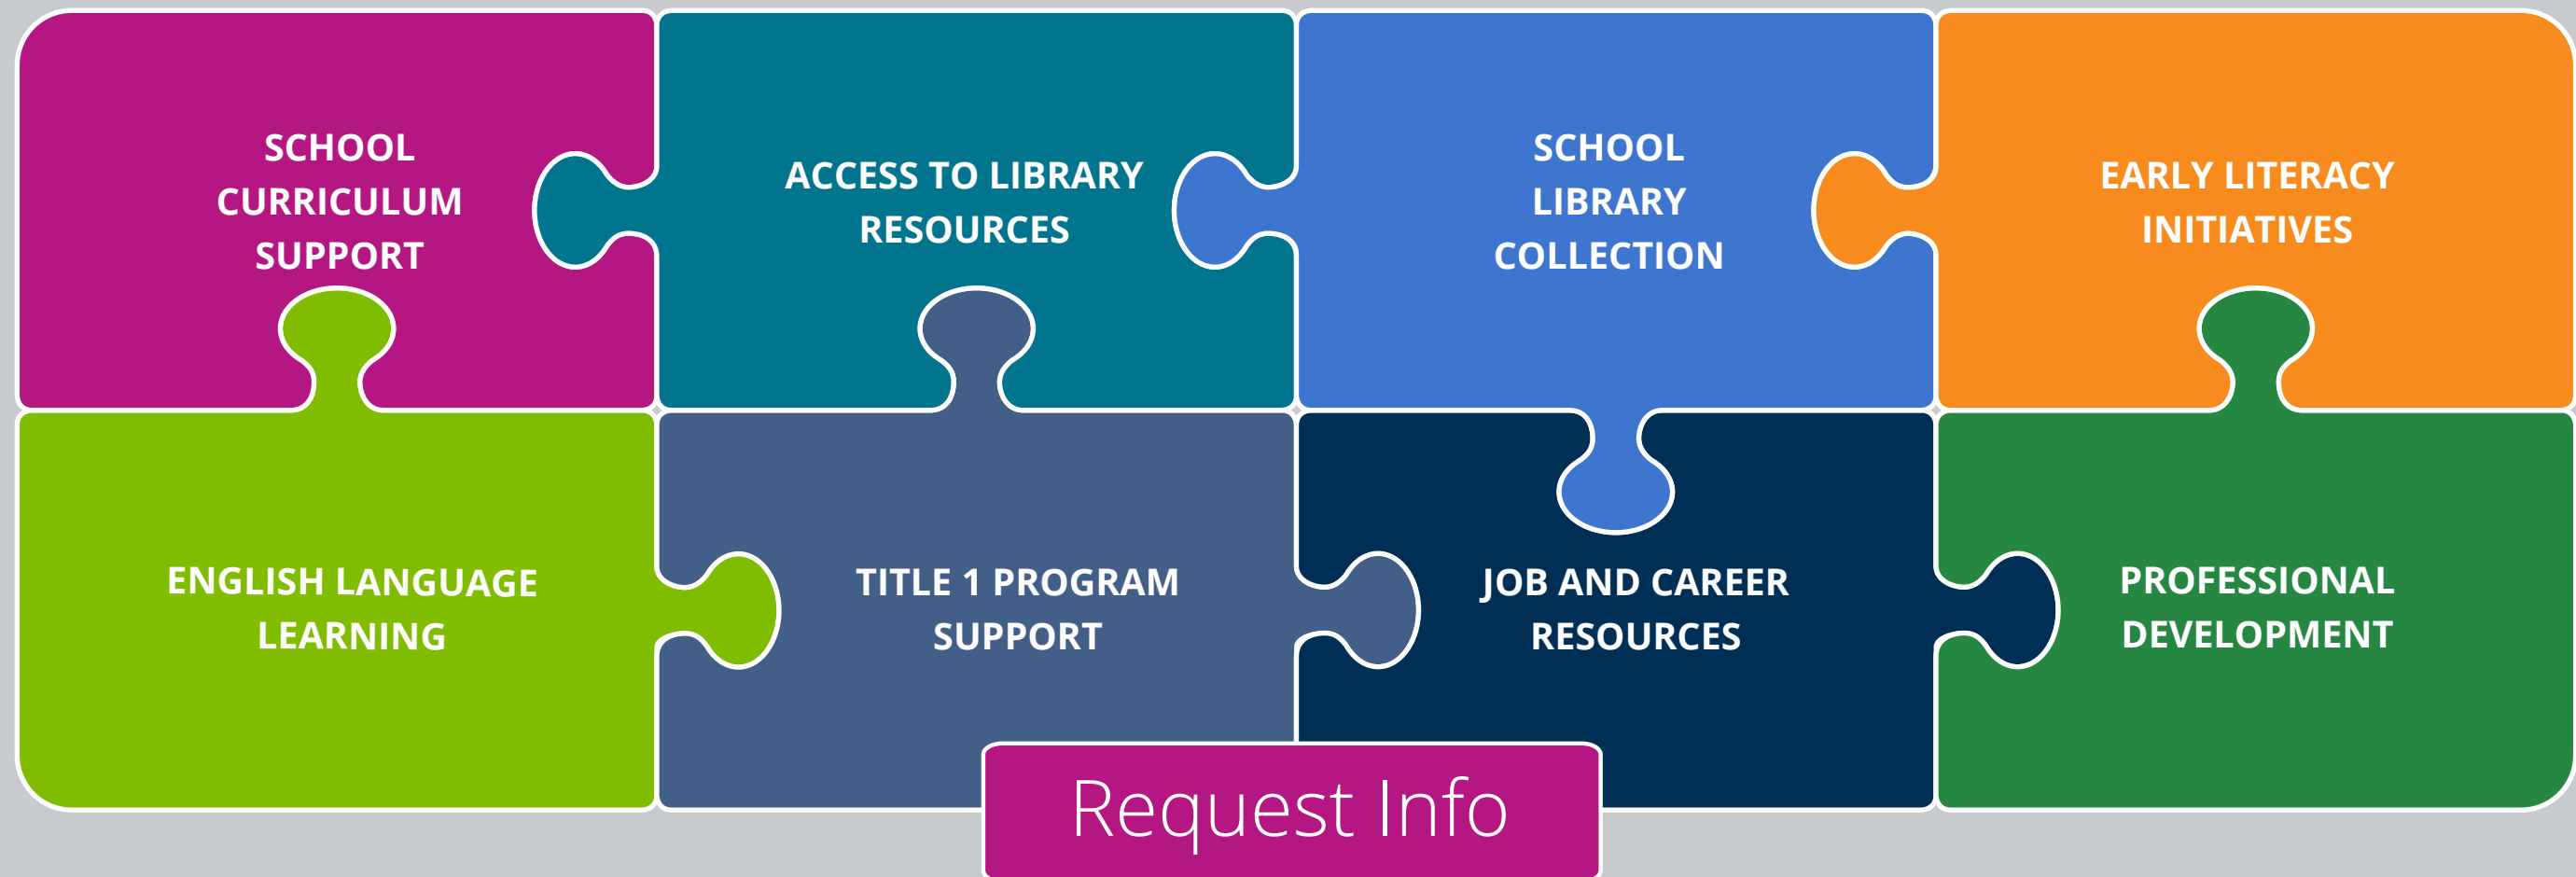 SCHOOL
CURRICULUM
SUPPORT
ACCESS TO LIBRARY
RESOURCES
SCHOOL
LIBRARY
COLLECTION
EARLY LITERACY
INITIATIVES
ENGLISH LANGUAGE
LEARNING
TITLE 1 PROGRAM
SUPPORT
JOB AND CAREER
RESOURCES
PROFESSIONAL
DEVELOPMENT
Request Info